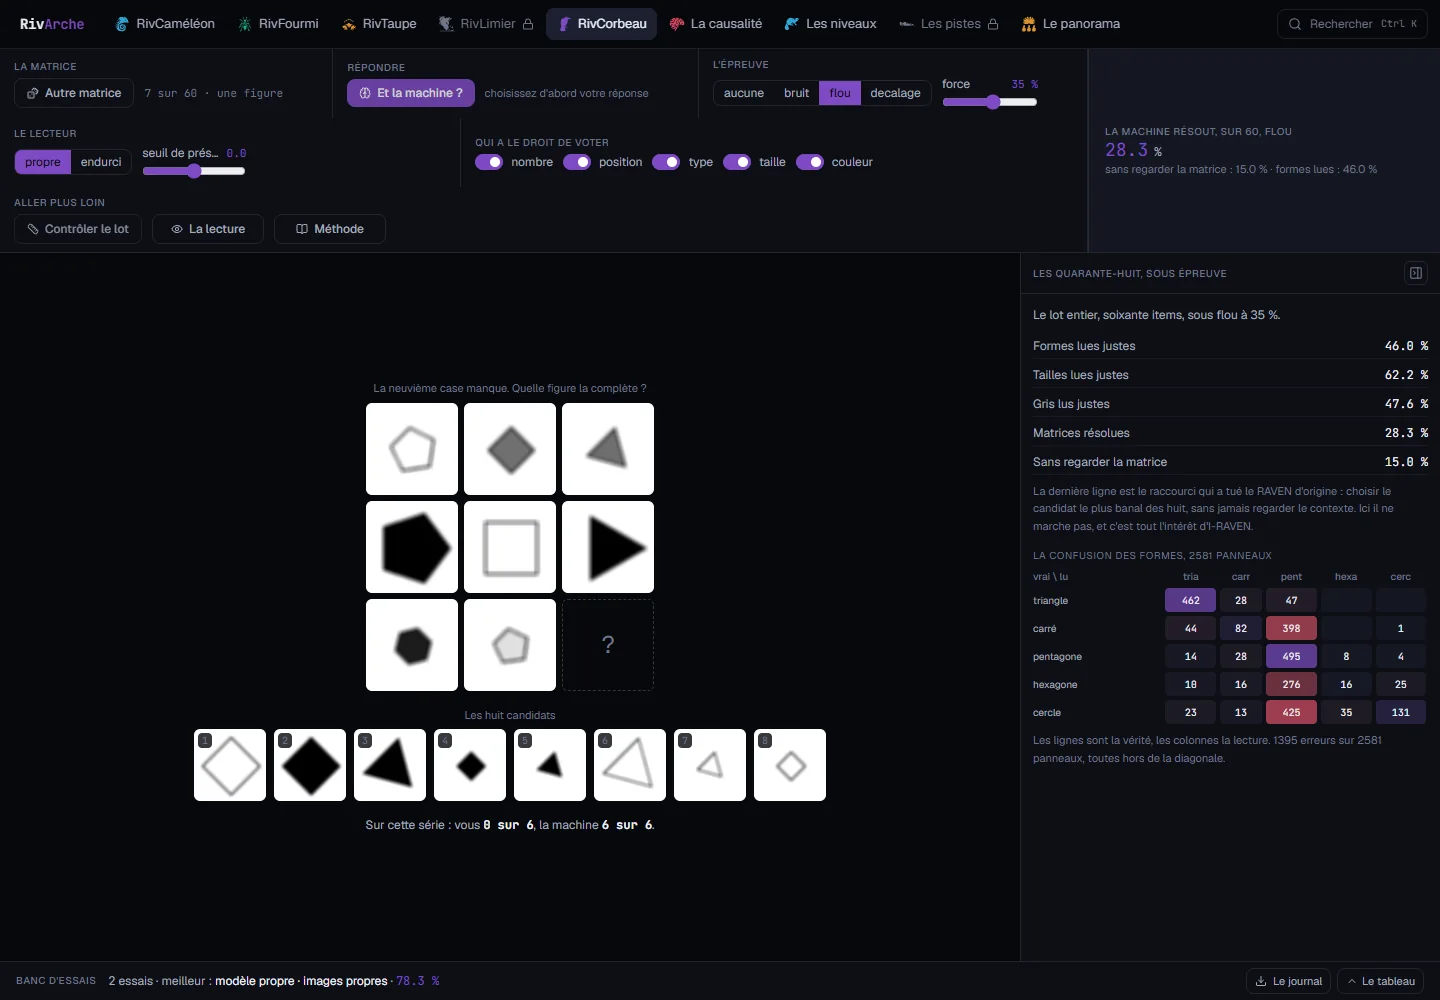 RivArche RivCaméléon RivFourmi RivTaupe RivLimier RivCorbeau La causalité Les niveaux Les pistes Le panorama Rechercher Ctrl K
LA MATRICE
Autre matrice 7 sur 60 · une figure
RÉPONDRE
Et la machine ? choisissez d'abord votre réponse
L'ÉPREUVE
aucune bruit flou decalage
force 35 %
LE LECTEUR
propre endurci
seuil de prés... 0.0
QUI A LE DROIT DE VOTER
nombre position type taille couleur
ALLER PLUS LOIN
Contrôler le lot La lecture Méthode
LA MACHINE RÉSOUT, SUR 60, FLOU
28.3 %
sans regarder la matrice : 15.0 % · formes lues : 46.0 %
La neuvième case manque. Quelle figure la complète ?
?
Les huit candidats
1 2 3 4 5 6 7 8
Sur cette série : vous 0 sur 6, la machine 6 sur 6.
LES QUARANTE-HUIT, SOUS ÉPREUVE
Le lot entier, soixante items, sous flou à 35 %.
Formes lues justes 46.0 %
Tailles lues justes 62.2 %
Gris lus justes 47.6 %
Matrices résolues 28.3 %
Sans regarder la matrice 15.0 %
La dernière ligne est le raccourci qui a tué le RAVEN d'origine : choisir le
candidat le plus banal des huit, sans jamais regarder le contexte. Ici il ne
marche pas, et c'est tout l'intérêt d'I-RAVEN.
LA CONFUSION DES FORMES, 2581 PANNEAUX
vrai \ lu tria carr pent hexa cerc
triangle 462 28 47
carré 44 82 398 1
pentagone 14 28 495 8 4
hexagone 10 16 276 16 25
cercle 23 13 425 35 131
Les lignes sont la vérité, les colonnes la lecture. 1395 erreurs sur 2581
panneaux, toutes hors de la diagonale.
BANC D'ESSAIS 2 essais · meilleur : modèle propre · images propres · 78.3 %
Le journal Le tableau